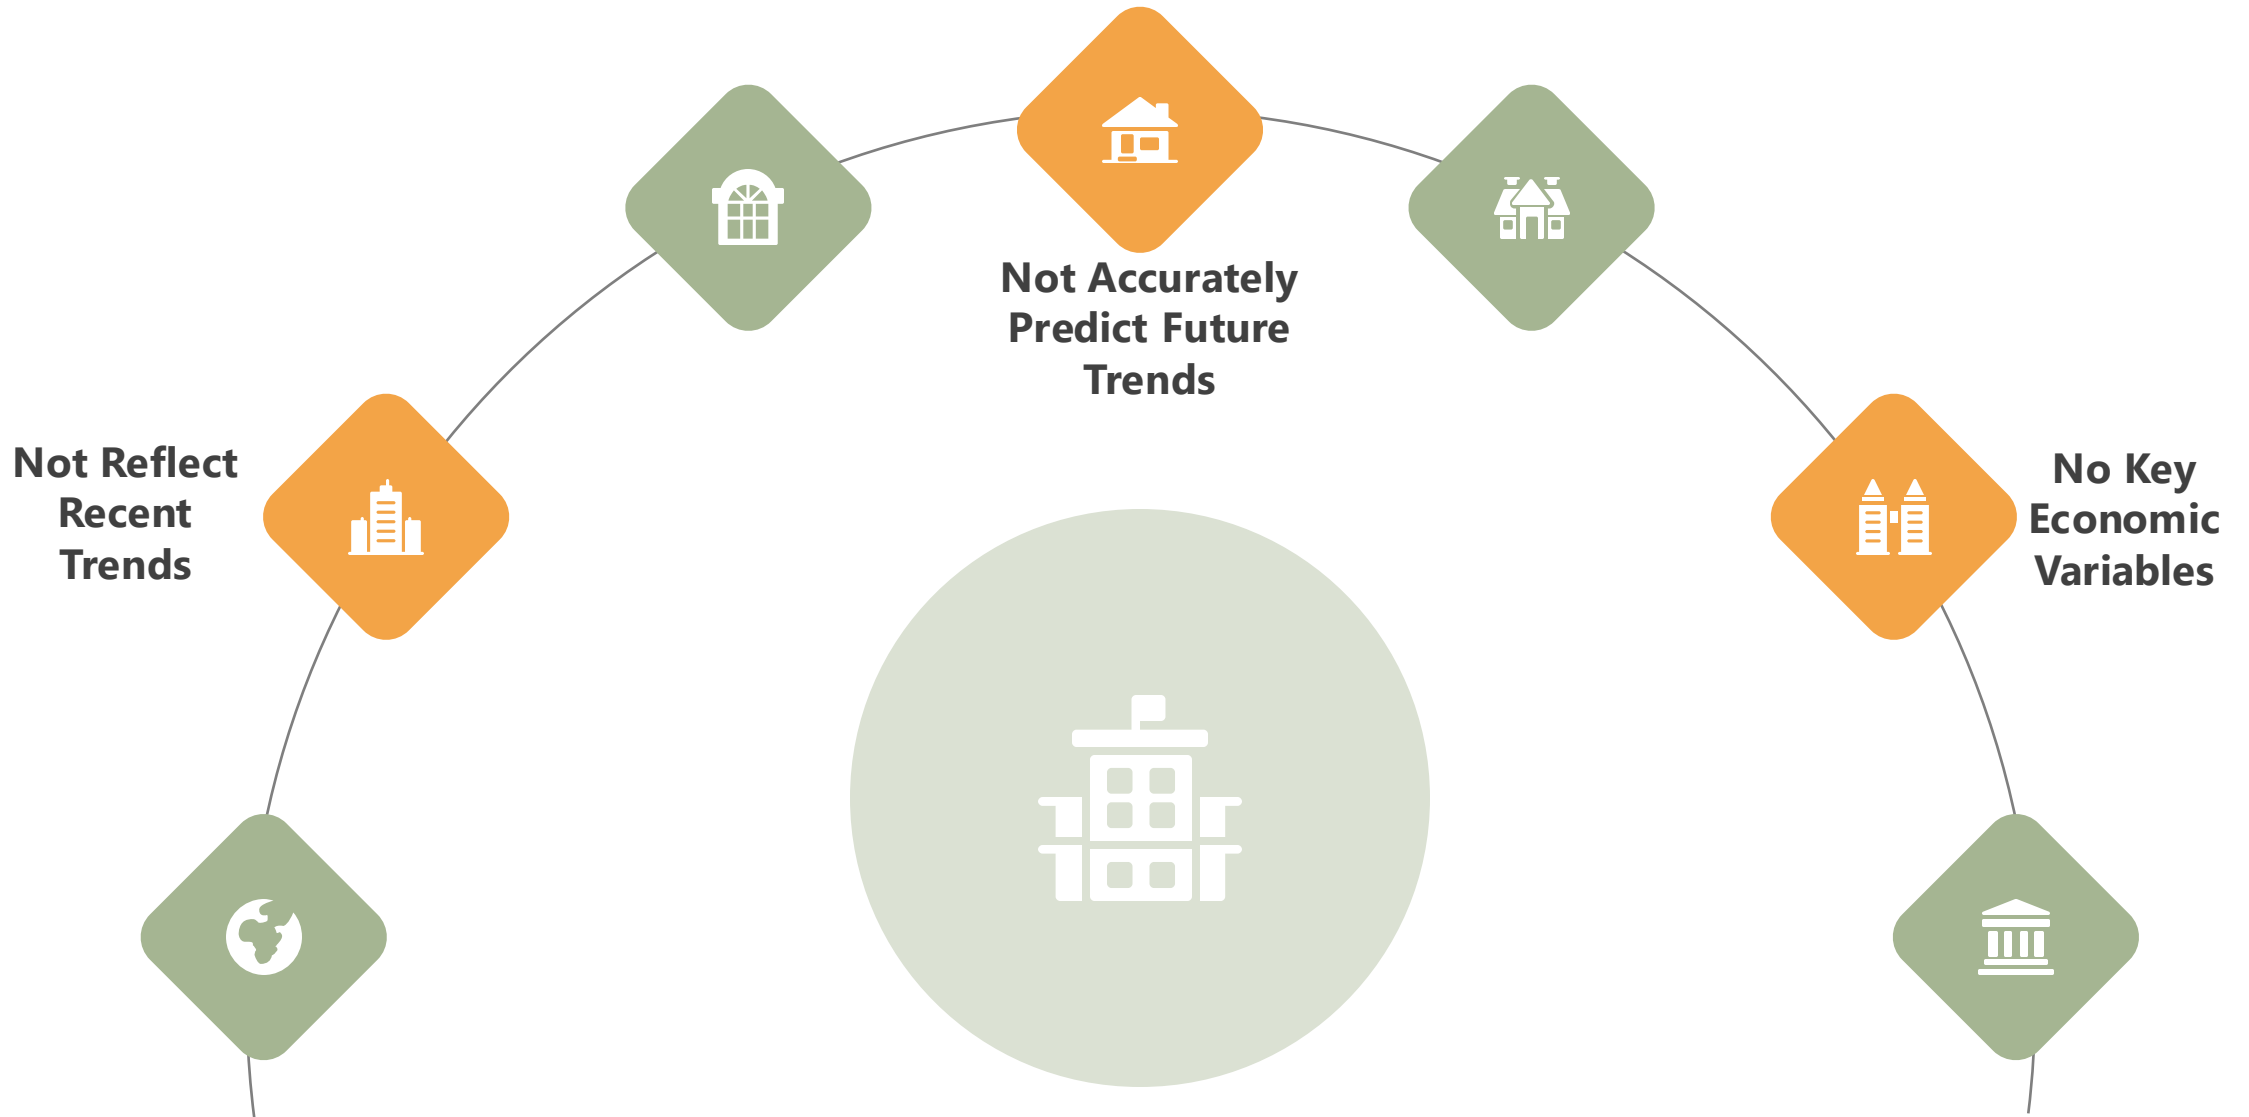 Not Accurately
Predict Future
Trends
Not Reflect
Recent
Trends
No Key
Economic
Variables